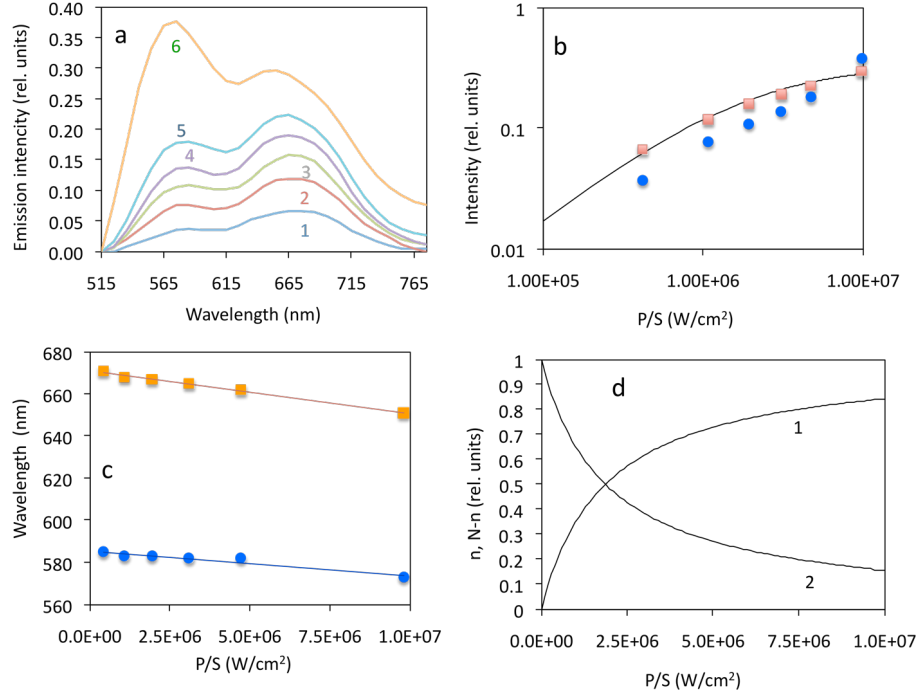 a
Emission intencity (rel. units)
0.40
0.35
0.30
0.25
0.20
0.15
0.10
0.05
0.00
6
5
4
3
2
1
515
565
615
665
715
765
Wavelength (nm)
b
Intensity (rel. units)
1
0.1
0.01
1.00E+05
1.00E+06
1.00E+07
P/S (W/cm²)
c
Wavelength (nm)
680
660
640
620
600
580
560
0.0E+00
2.5E+06
5.0E+06
7.5E+06
1.0E+07
P/S (W/cm²)
d
n, N-n (rel. units)
1
0.9
0.8
0.7
0.6
0.5
0.4
0.3
0.2
0.1
0
1
2
0.0E+00
2.5E+06
5.0E+06
7.5E+06
1.0E+07
P/S (W/cm²)